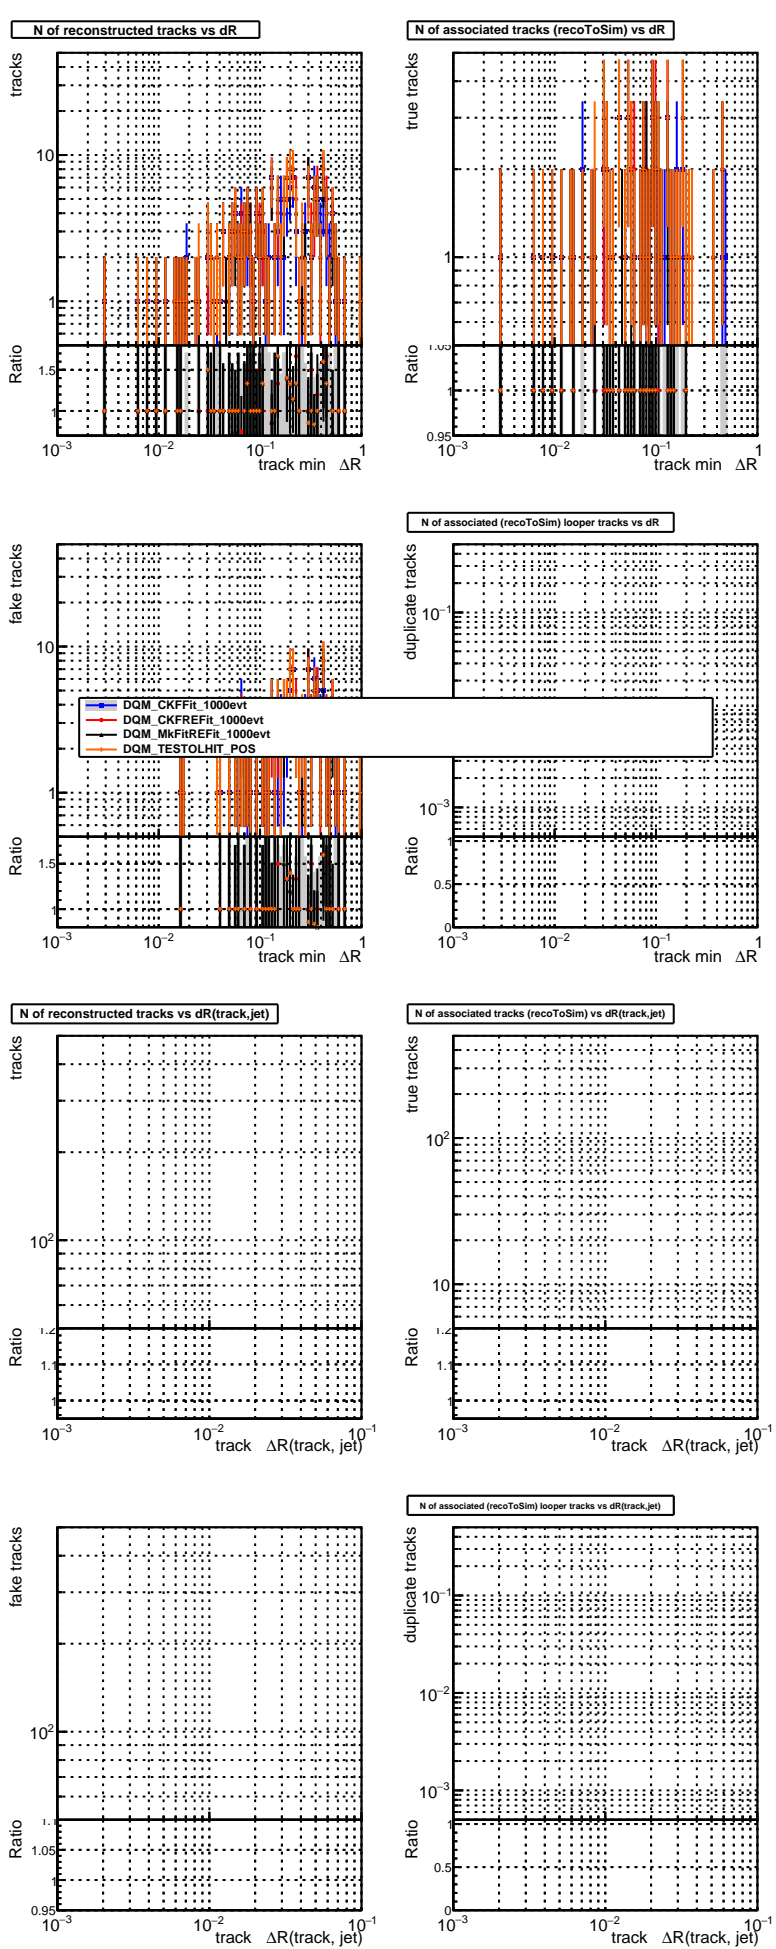 N of reconstructed tracks vs dR
tracks
10
1
Ratio
1.5
1
10⁻³ 10⁻² 10⁻¹ 1
track min ΔR
N of associated tracks (recoToSim) vs dR
true tracks
1
Ratio
1.05
1
0.95
10⁻³ 10⁻² 10⁻¹ 1
track min ΔR
fake tracks
10
1
Ratio
1.5
1
10⁻³ 10⁻² 10⁻¹ 1
track min ΔR
N of associated (recoToSim) looper tracks vs dR
duplicate tracks
10⁻¹
10⁻³
Ratio
1
0.5
0
10⁻³ 10⁻² 10⁻¹ 1
track min ΔR
DQM_CKFFit_1000evt
DQM_CKFREFit_1000evt
DQM_MkFitREFit_1000evt
DQM_TESTOLHIT_POS
N of reconstructed tracks vs dR(track,jet)
tracks
10²
Ratio
1.2
1.1
1
10⁻³ 10⁻² 10⁻¹
track ΔR(track, jet)
N of associated tracks (recoToSim) vs dR(track,jet)
true tracks
10²
10
Ratio
1.2
1.1
1
10⁻³ 10⁻² 10⁻¹
track ΔR(track, jet)
fake tracks
10²
Ratio
1.1
1.05
1
0.95
10⁻³ 10⁻² 10⁻¹
track ΔR(track, jet)
N of associated (recoToSim) looper tracks vs dR(track,jet)
duplicate tracks
10⁻¹
10⁻²
10⁻³
Ratio
1
0.5
0
10⁻³ 10⁻² 10⁻¹
track ΔR(track, jet)